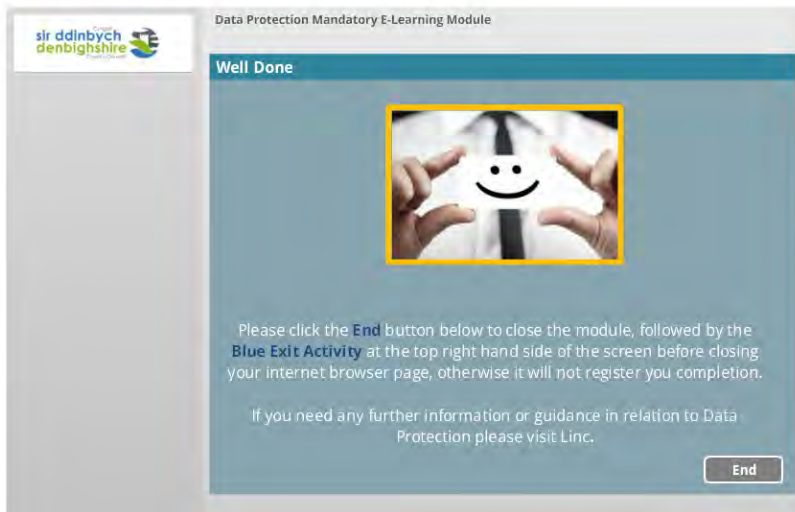 sir ddinbych
denbighshire
Data Protection Mandatory E-Learning Module
Well Done
Please click the End button below to close the module, followed by the
Blue Exit Activity at the top right hand side of the screen before closing
your internet browser page, otherwise it will not register you completion.
If you need any further information or guidance in relation to Data
Protection please visit Linc.
End